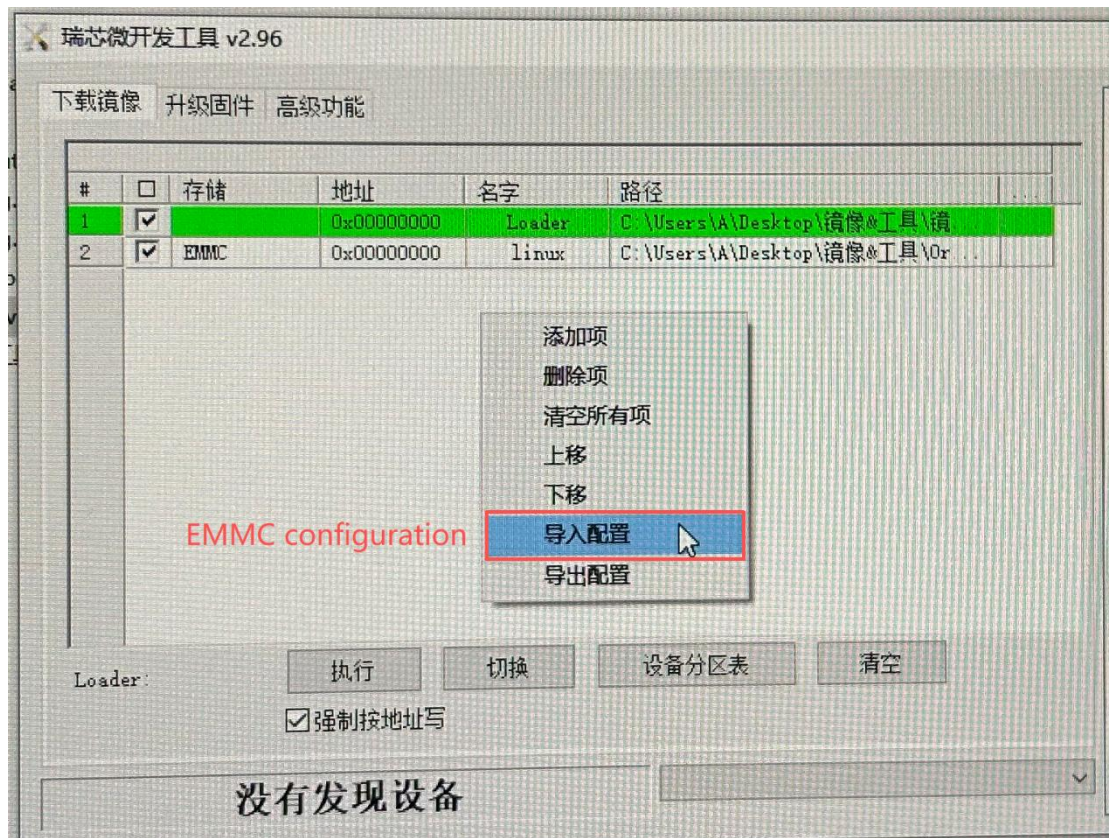 瑞芯微开发工具 v2.96
下载镜像 升级固件 高级功能
# 存储 地址 名字 路径 ...
1 0x00000000 Loader C:\Users\A\Desktop\镜像&工具\镜
2 EMMC 0x00000000 linux C:\Users\A\Desktop\镜像&工具\Or...
添加项
删除项
清空所有项
上移
下移
EMMC configuration 导入配置
导出配置
Loader: 执行 切换 设备分区表 清空
强制按地址写
没有发现设备